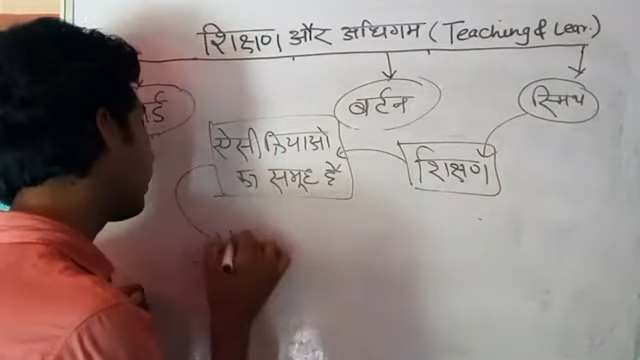 शिक्षण और अधिगम ( Teaching & Lear. )
बर्टन
स्मिथ
ऐसी क्रियाओ
का समूह है
शिक्षण